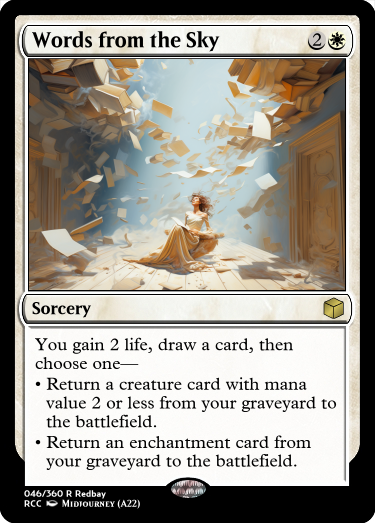 Words from the Sky 2
Sorcery
You gain 2 life, draw a card, then
choose one—
• Return a creature card with mana
value 2 or less from your graveyard to
the battlefield.
• Return an enchantment card from
your graveyard to the battlefield.
046/360 R Redbay
RCC Midjourney (A22)